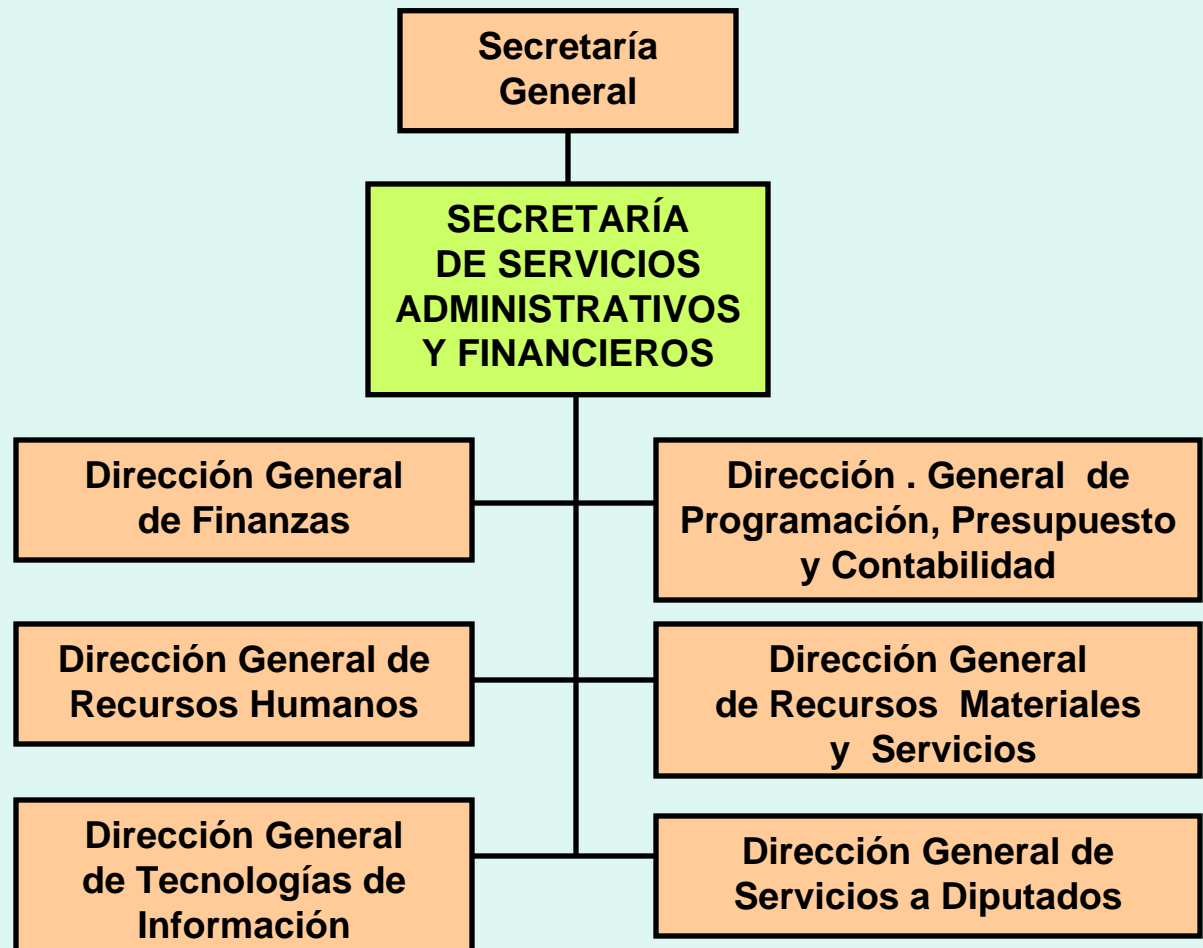 Secretaría
General
SECRETARÍA
DE SERVICIOS
ADMINISTRATIVOS
Y FINANCIEROS
Dirección General
de Finanzas
Dirección . General de
Programación, Presupuesto
y Contabilidad
Dirección General de
Recursos Humanos
Dirección General
de Recursos Materiales
y Servicios
Dirección General
de Tecnologías de
Información
Dirección General de
Servicios a Diputados